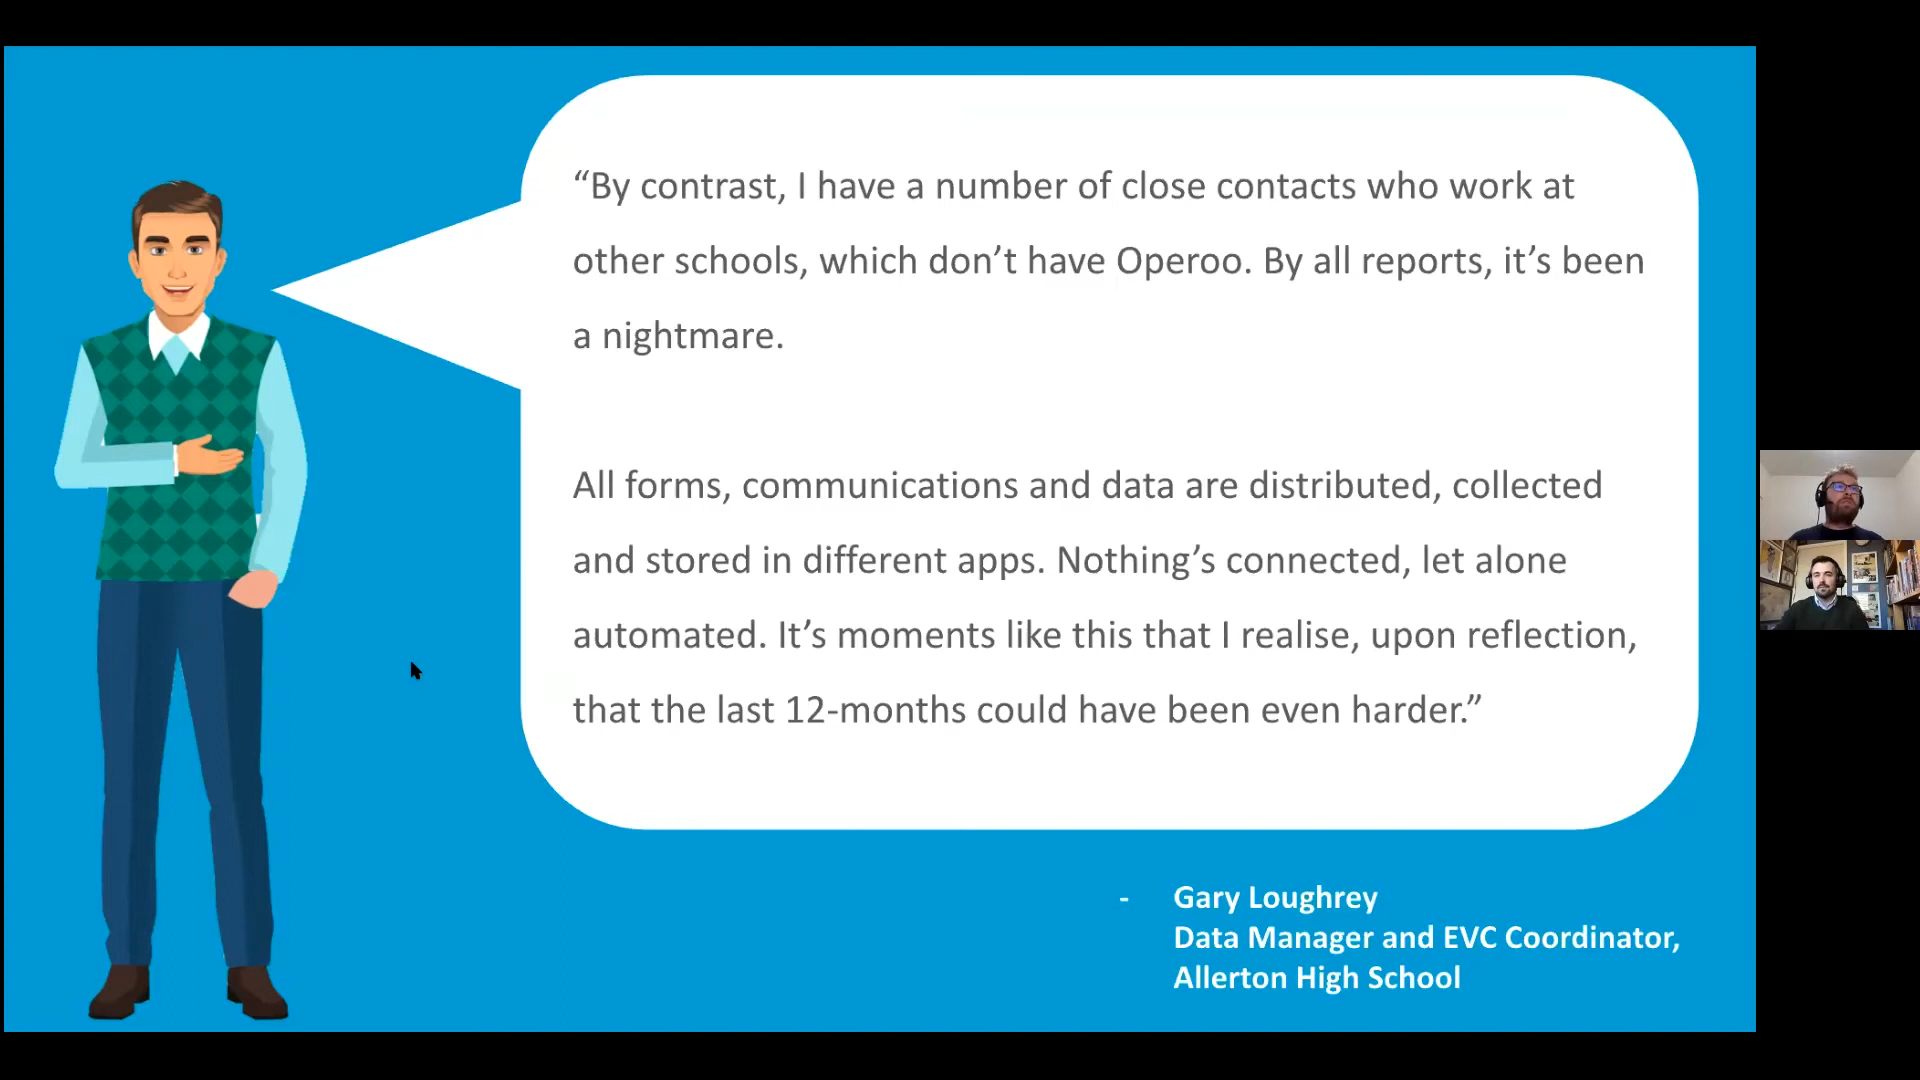 “By contrast, I have a number of close contacts who work at
other schools, which don’t have Operoo. By all reports, it’s been
a nightmare.
All forms, communications and data are distributed, collected
and stored in different apps. Nothing’s connected, let alone
automated. It’s moments like this that I realise, upon reflection,
that the last 12-months could have been even harder.”
- Gary Loughrey
Data Manager and EVC Coordinator,
Allerton High School